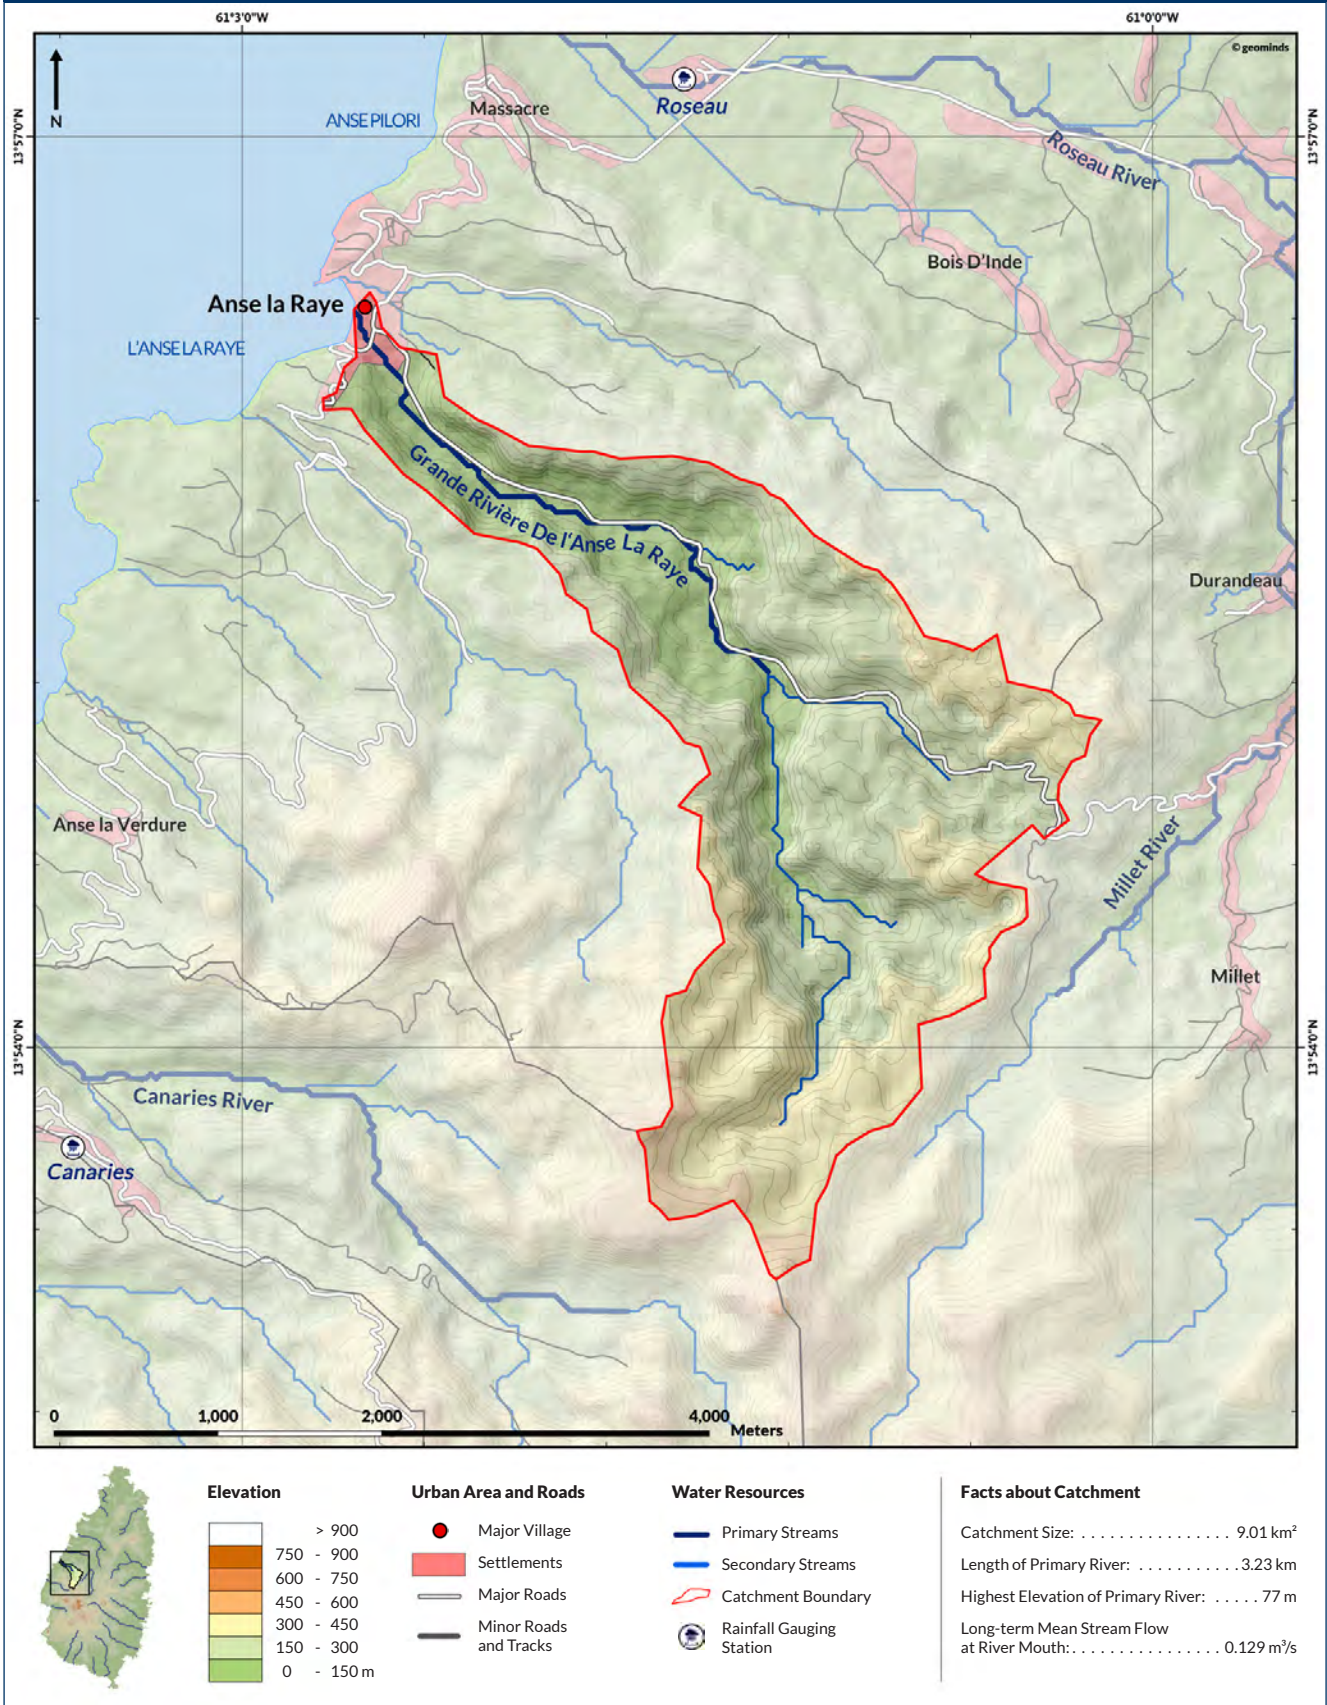 61°3'0"W
61°0'0"W
© geominds
N
13°57'0"N
13°57'0"N
ANSE PILORI
Massacre
Roseau
Roseau River
Bois D'Inde
Anse la Raye
L'ANSE LA RAYE
Grande Rivière De l'Anse La Raye
Durandeau
Anse la Verdure
Millet River
Millet
13°54'0"N
13°54'0"N
Canaries River
Canaries
0
1,000
2,000
4,000
Meters
Elevation
> 900
750 - 900
600 - 750
450 - 600
300 - 450
150 - 300
0 - 150 m
Urban Area and Roads
Major Village
Settlements
Major Roads
Minor Roads
and Tracks
Water Resources
Primary Streams
Secondary Streams
Catchment Boundary
Rainfall Gauging
Station
Facts about Catchment
Catchment Size: . . . . . . . . . . . . . . . . 9.01 km²
Length of Primary River: . . . . . . . . . . . 3.23 km
Highest Elevation of Primary River: . . . . . 77 m
Long-term Mean Stream Flow
at River Mouth: . . . . . . . . . . . . . . . . 0.129 m³/s